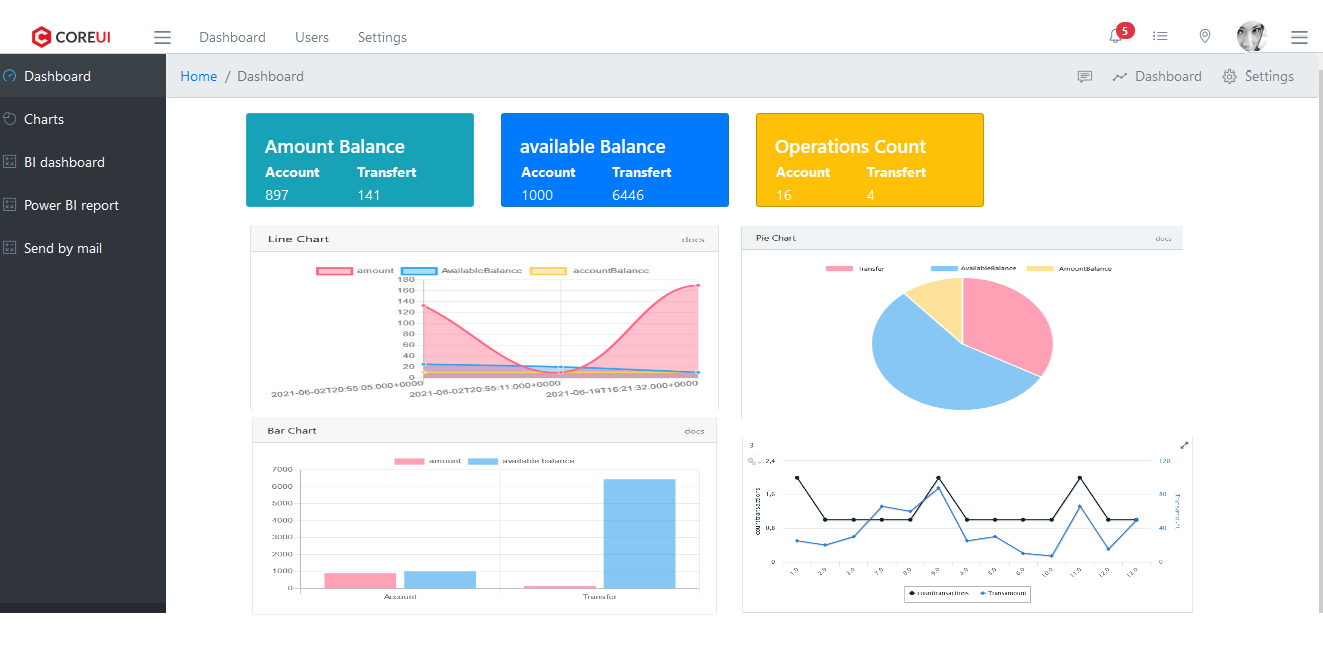 COREUI Dashboard Users Settings 5
Dashboard
Charts
BI dashboard
Power BI report
Send by mail
Home / Dashboard Dashboard Settings
Amount Balance
Account Transfert
897 141
available Balance
Account Transfert
1000 6446
Operations Count
Account Transfert
16 4
Line Chart docs
amount AvailableBalance accountBalance
180
160
140
120
100
80
60
40
20
0
2021-06-02T20:55:05.000+0000 2021-06-02T20:55:11.000+0000 2021-06-19T16:21:32.000+0000
Pie Chart docs
Transfer AvailableBalance AmountBalance
Bar Chart docs
amount available balance
7000
6000
5000
4000
3000
2000
1000
0
Account Transfer
3
2,4
1,6
0,8
0
counttransactions
120
80
40
0
Transamount
1.0 2.0 3.0 7.0 8.0 9.0 4.0 5.0 6.0 10.0 11.0 12.0 13.0
counttransactions Transamount